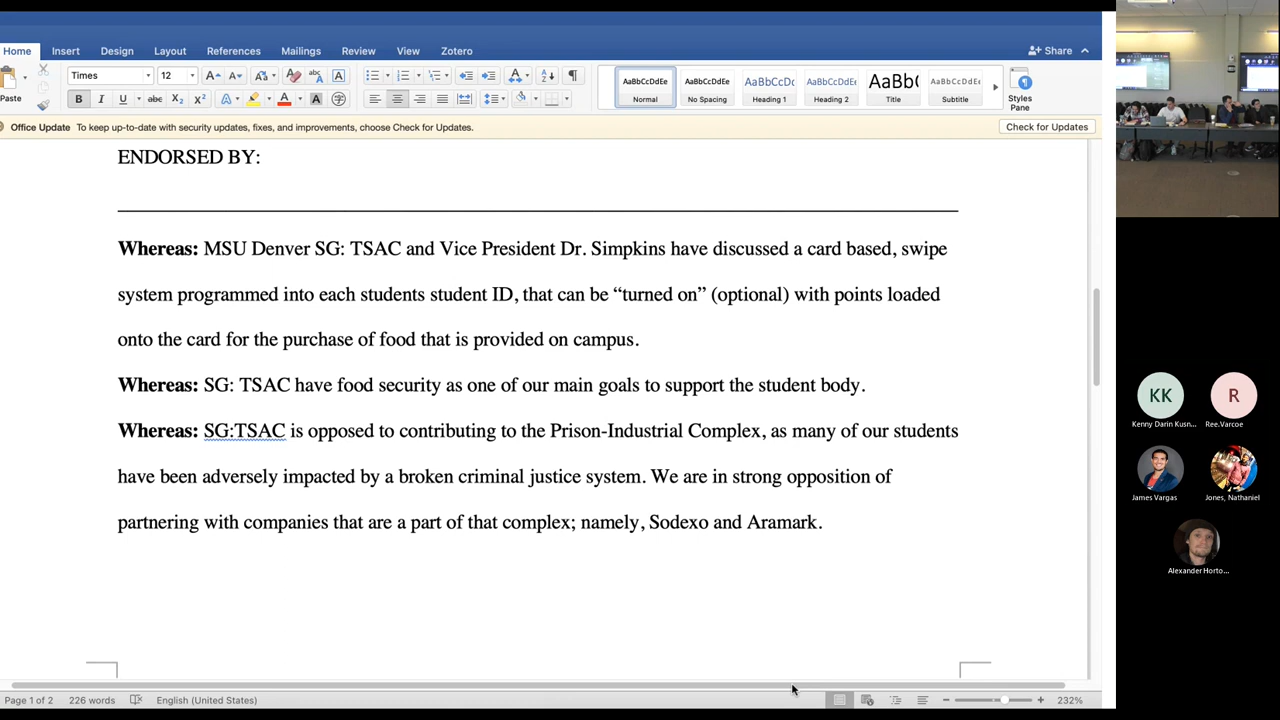 Home Insert Design Layout References Mailings Review View Zotero Share
Paste Times 12 AaBbCcDdEe AaBbCcDdEe AaBbCcDc AaBbCcDdEe AaBb( AaBbCcDdEe
Normal No Spacing Heading 1 Heading 2 Title Subtitle Styles Pane
Office Update To keep up-to-date with security updates, fixes, and improvements, choose Check for Updates. Check for Updates
ENDORSED BY:
Whereas: MSU Denver SG: TSAC and Vice President Dr. Simpkins have discussed a card based, swipe
system programmed into each students student ID, that can be “turned on” (optional) with points loaded
onto the card for the purchase of food that is provided on campus.
Whereas: SG: TSAC have food security as one of our main goals to support the student body.
Whereas: SG:TSAC is opposed to contributing to the Prison-Industrial Complex, as many of our students
have been adversely impacted by a broken criminal justice system. We are in strong opposition of
partnering with companies that are a part of that complex; namely, Sodexo and Aramark.
Page 1 of 2 226 words English (United States) 232%
KK R
Kenny Darin Kusn... Ree.Varcoe
James Vargas Jones, Nathaniel
Alexander Horto...